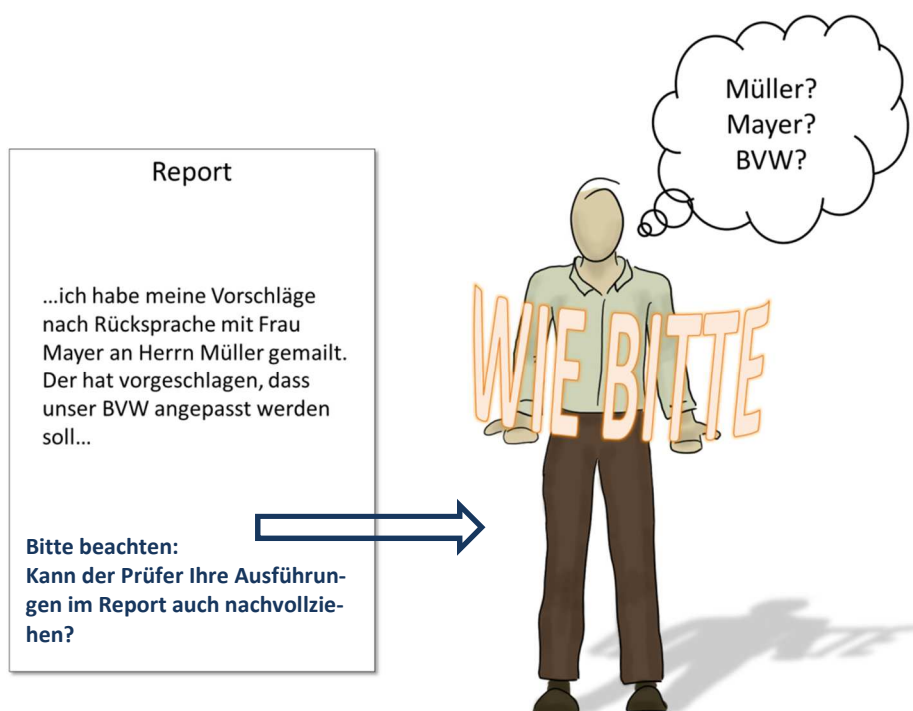 Müller?
Mayer?
BVW?
Report
...ich habe meine Vorschläge
nach Rücksprache mit Frau
Mayer an Herrn Müller gemailt.
Der hat vorgeschlagen, dass
unser BVW angepasst werden
soll...
WIE BITTE
Bitte beachten:
Kann der Prüfer Ihre Ausführun-
gen im Report auch nachvollzie-
hen?